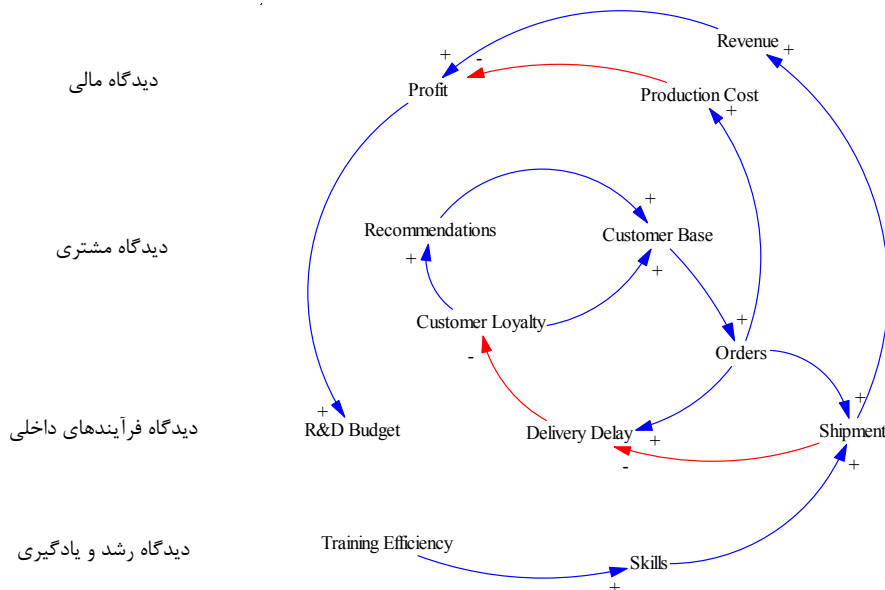 Revenue
+
+
-
دیدگاه مالی
Profit
Production Cost
+
+
Recommendations
Customer Base
دیدگاه مشتری
+
+
Customer Loyalty
+
Orders
-
+
+
دیدگاه فرآیندهای داخلی
R&D Budget
Delivery Delay
+
Shipment
-
+
دیدگاه رشد و یادگیری
Training Efficiency
Skills
+